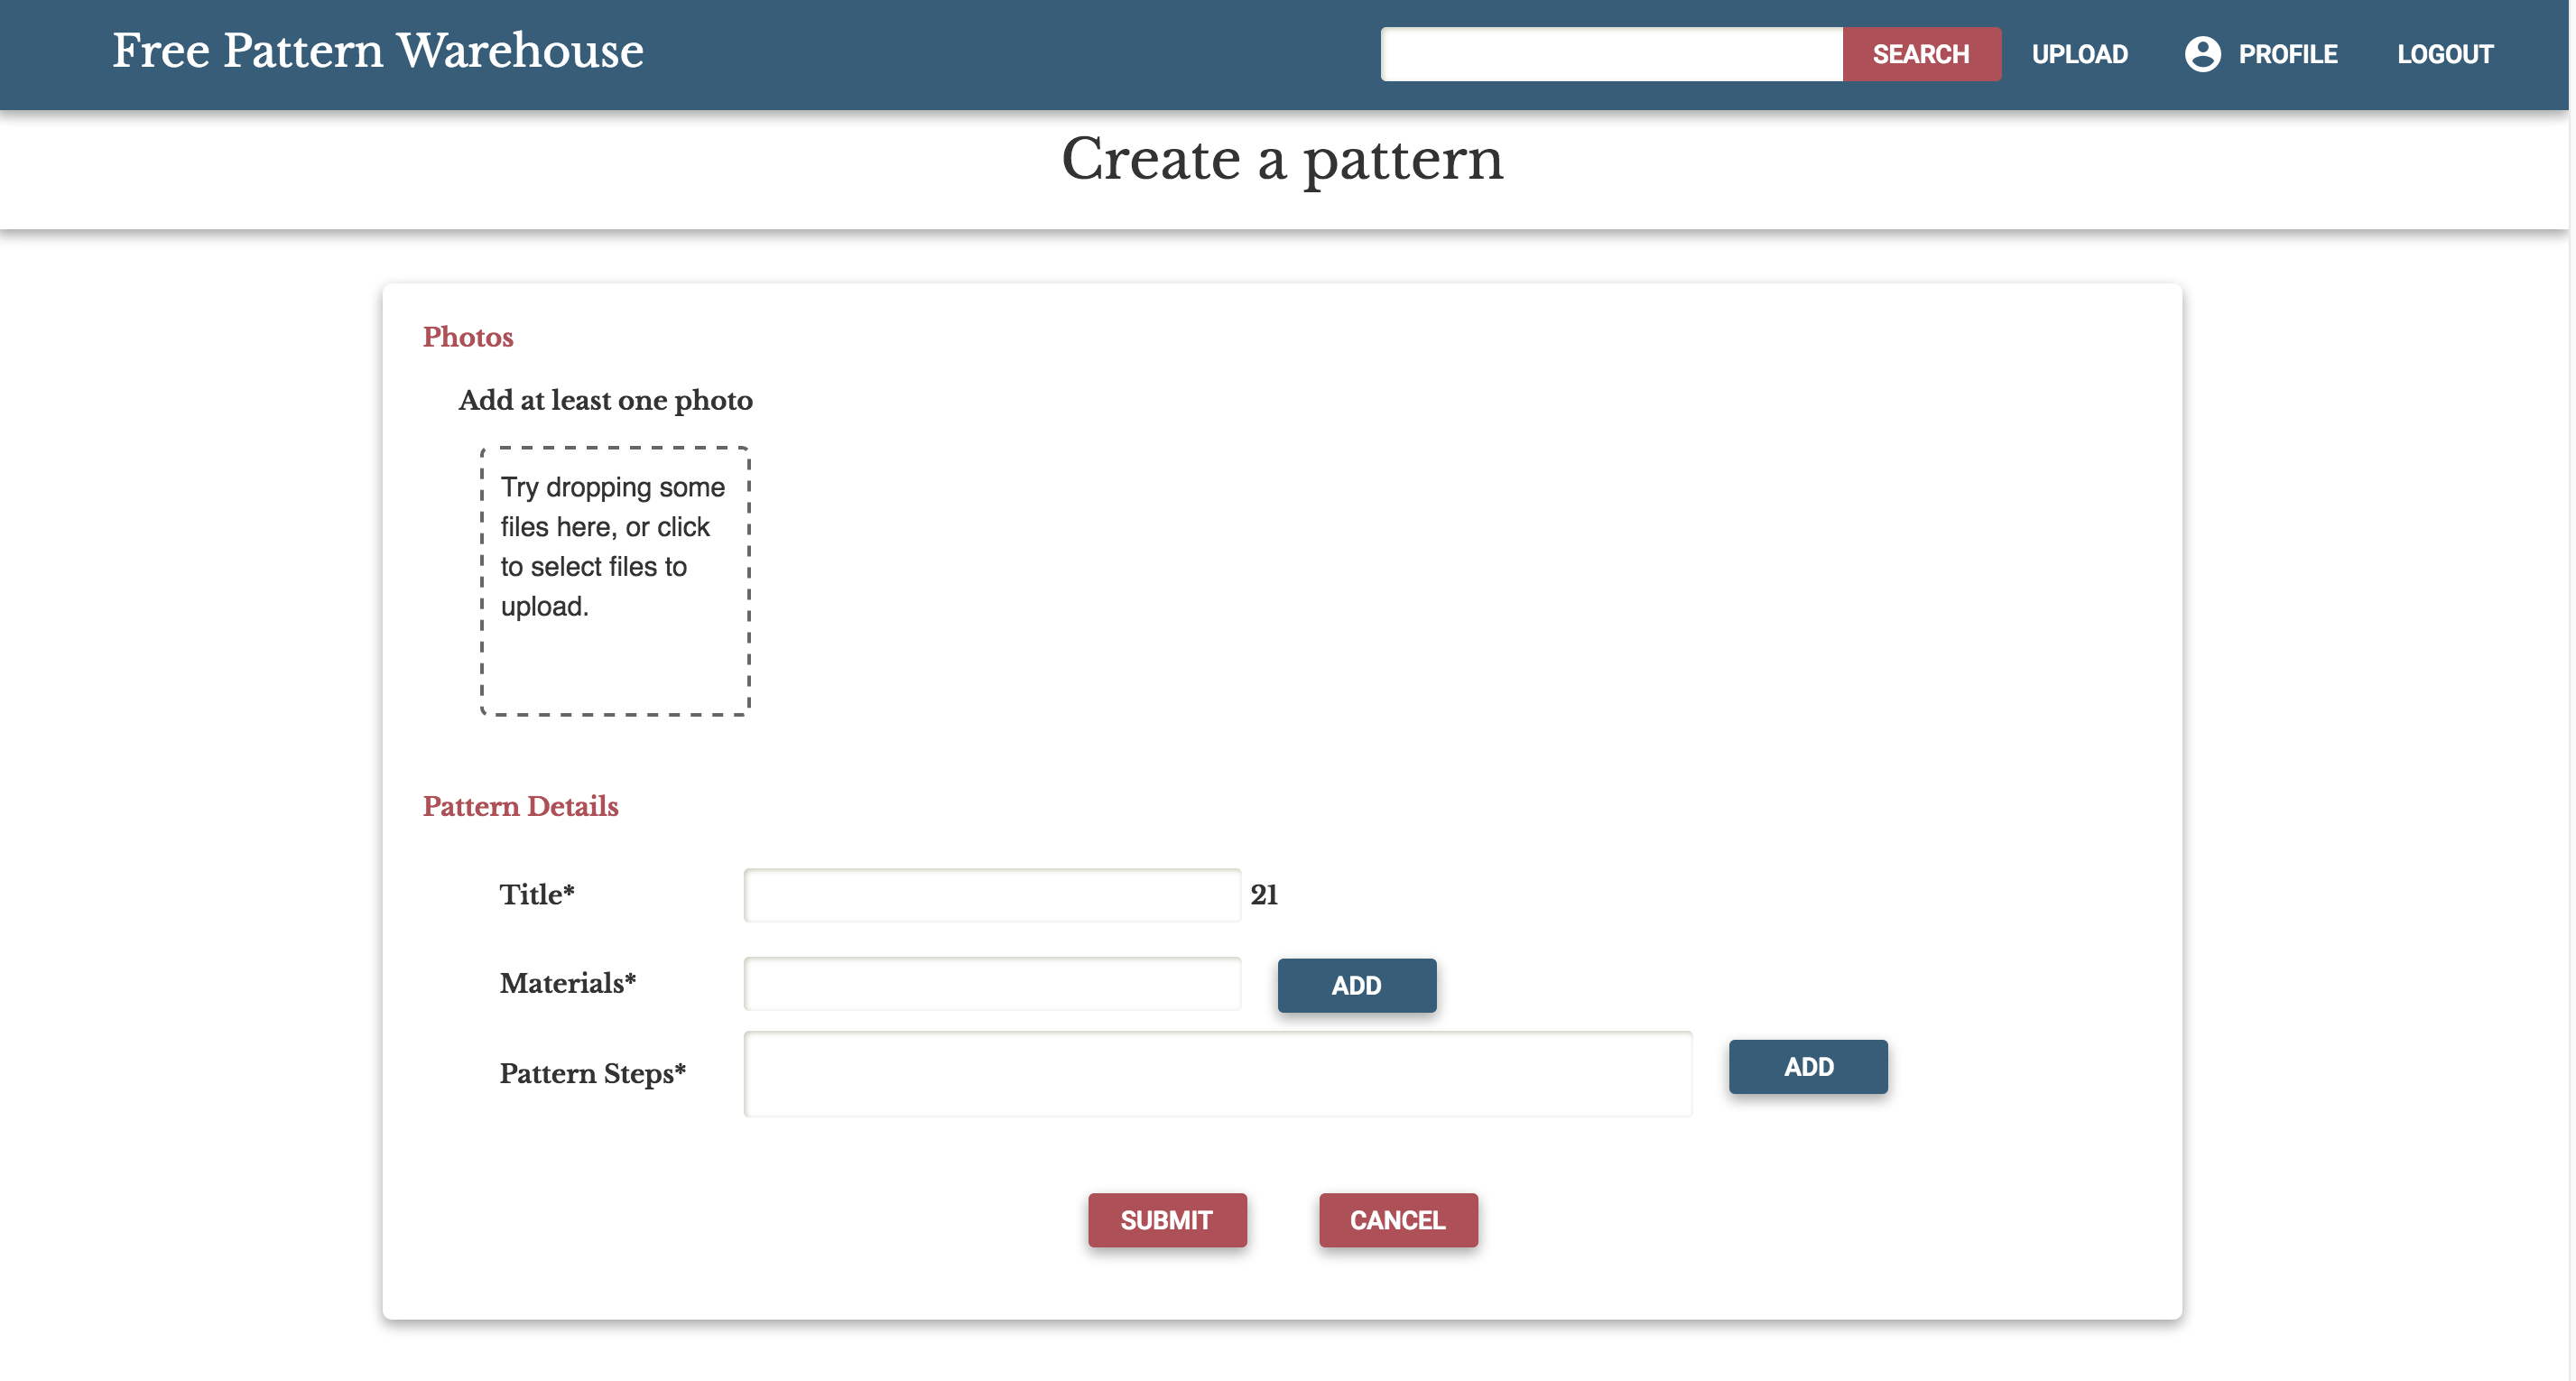 Free Pattern Warehouse
SEARCH
UPLOAD
PROFILE
LOGOUT
Create a pattern
Photos
Add at least one photo
Try dropping some
files here, or click
to select files to
upload.
Pattern Details
Title*
21
Materials*
ADD
Pattern Steps*
ADD
SUBMIT
CANCEL